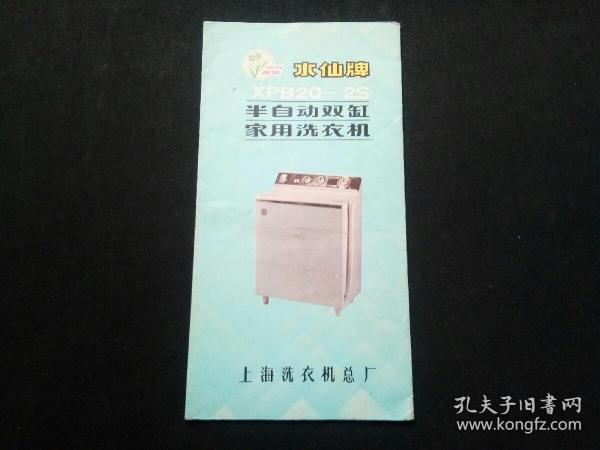 水仙牌
XPB20-2S
半自动双缸
家用洗衣机
上海洗衣机总厂
孔夫子旧书网
www.kongfz.com